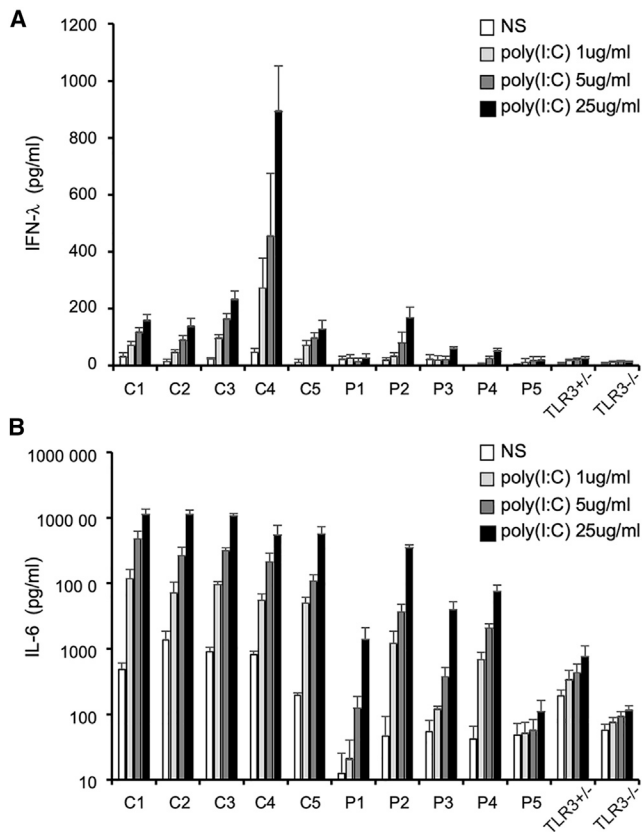 A
1200
1000
800
600
400
200
0
IFN-λ (pg/ml)
NS
poly(I:C) 1ug/ml
poly(I:C) 5ug/ml
poly(I:C) 25ug/ml
C1 C2 C3 C4 C5 P1 P2 P3 P4 P5 TLR3+/- TLR3-/-
B
1000 000
1000 00
100 0
1000
100
10
IL-6 (pg/ml)
NS
poly(I:C) 1ug/ml
poly(I:C) 5ug/ml
poly(I:C) 25ug/ml
C1 C2 C3 C4 C5 P1 P2 P3 P4 P5 TLR3+/- TLR3-/-